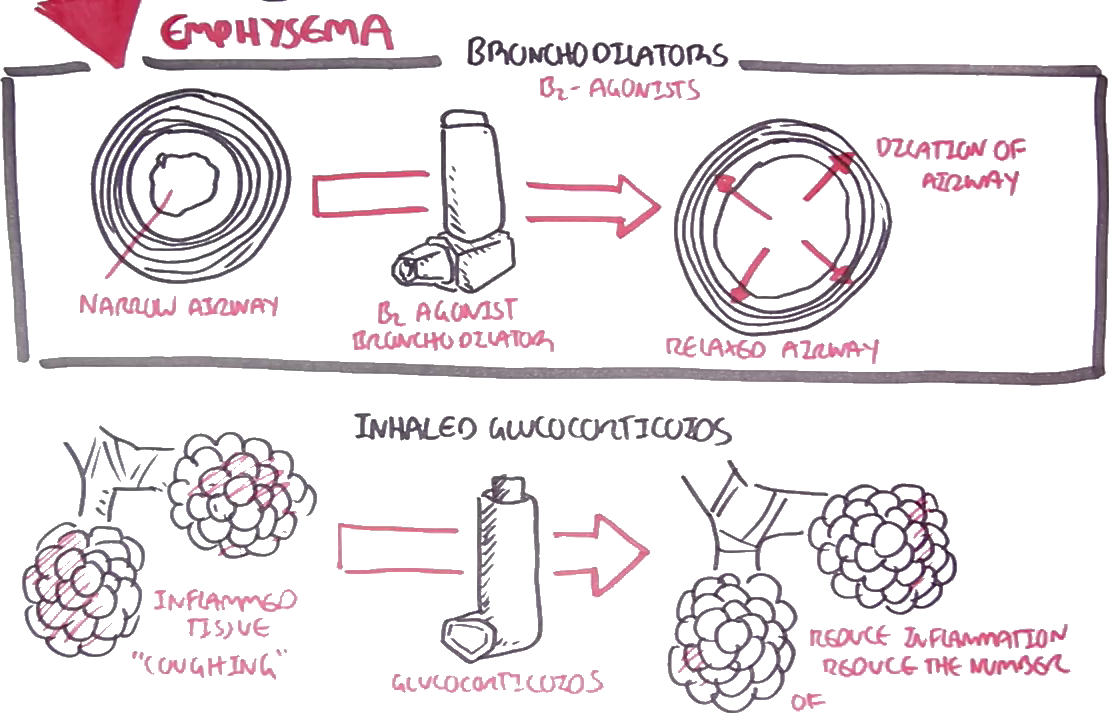 EMPHYSEMA
BRONCHODILATORS
B2-AGONISTS
DILATION OF
AIRWAY
NARROW AIRWAY
B2 AGONIST
BRONCHODILATOR
RELAXED AIRWAY
INHALED GLUCOCORTICOIDS
INFLAMMED
TISSUE
"COUGHING"
GLUCOCORTICOIDS
REDUCE INFLAMMATION
REDUCE THE NUMBER
OF